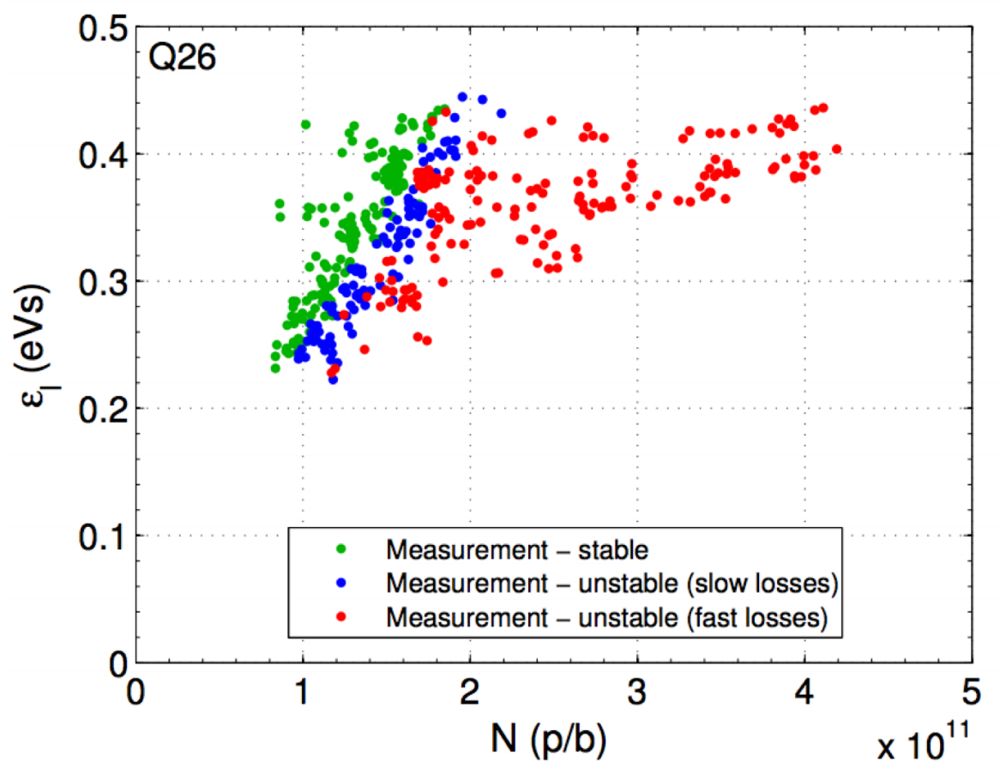 Q26
0.5
0.4
0.3
0.2
0.1
0
ε_l (eVs)
Measurement – stable
Measurement – unstable (slow losses)
Measurement – unstable (fast losses)
0 1 2 3 4 5
N (p/b)
x 10^11